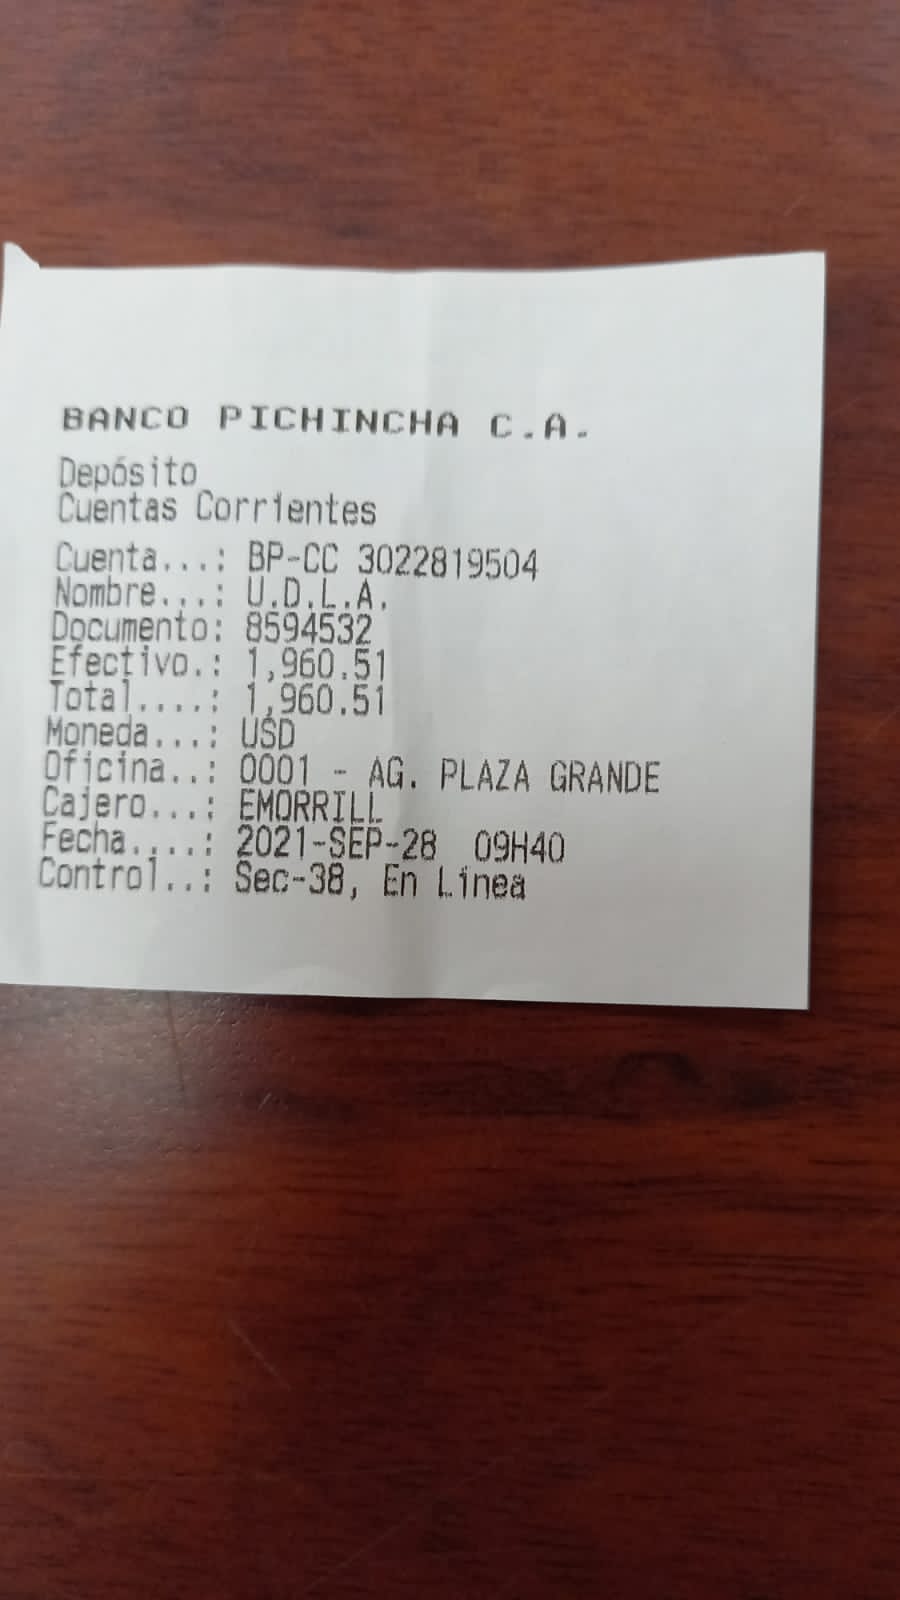 BANCO PICHINCHA C.A.
Depósito
Cuentas Corrientes
Cuenta...: BP-CC 3022819504
Nombre...: U.D.L.A.
Documento: 8594532
Efectivo.: 1,960.51
Total....: 1,960.51
Moneda...: USD
Oficina..: 0001 - AG. PLAZA GRANDE
Cajero...: EMORRILL
Fecha....: 2021-SEP-28 09H40
Control..: Sec-38, En Línea